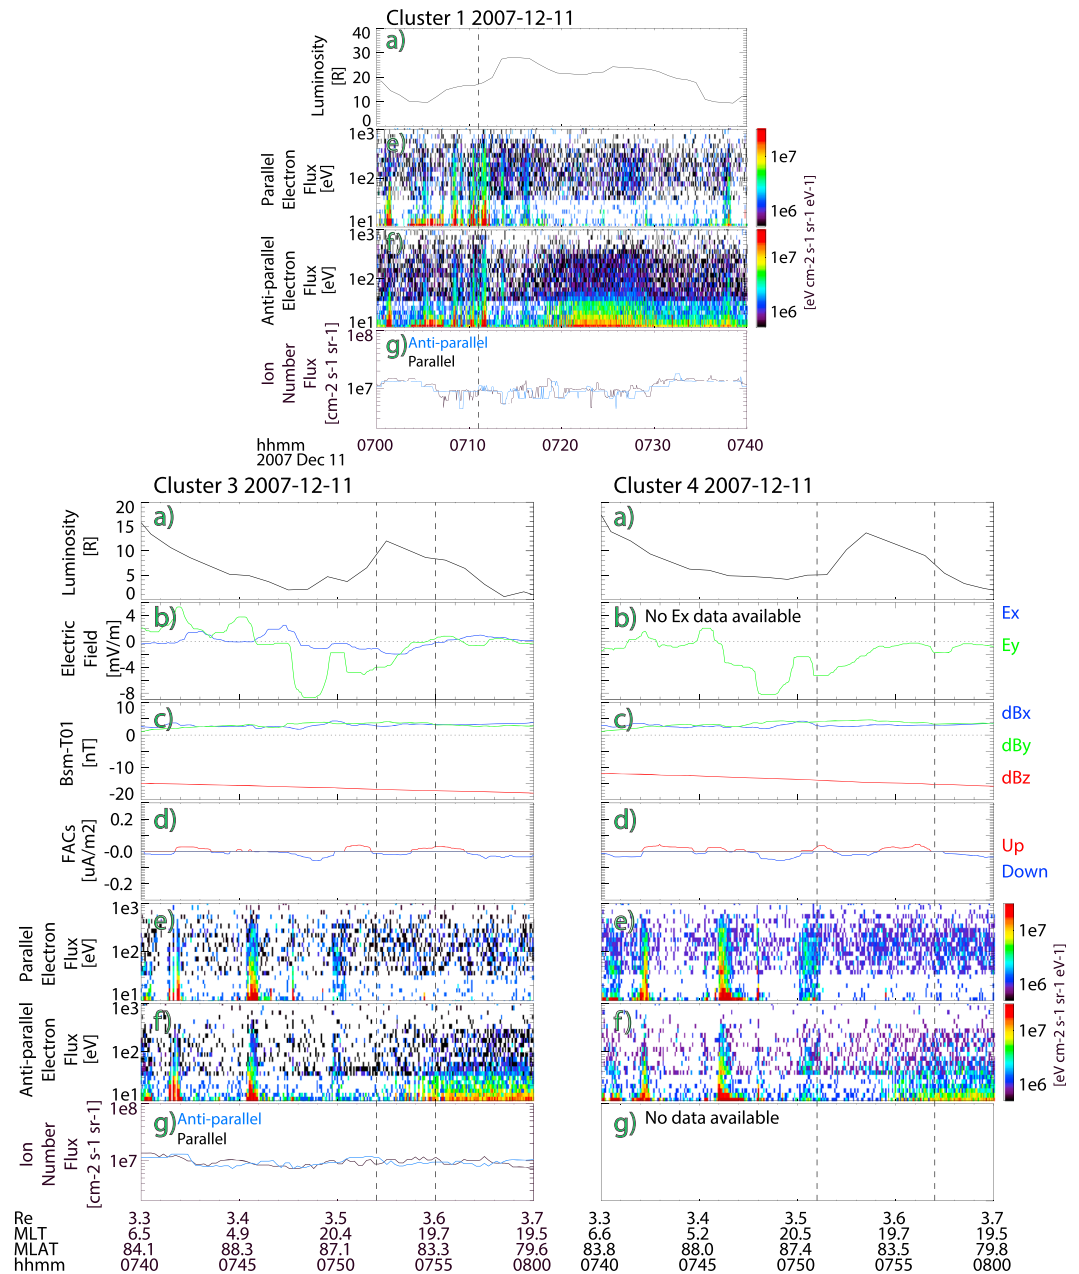 Cluster 1 2007-12-11
a)
Luminosity
[R]
40
30
20
10
0
e)
Parallel
Electron
Flux
[eV]
1e3
1e2
1e1
1e7
1e6
f)
Anti-parallel
Electron
Flux
[eV]
1e3
1e2
1e1
1e7
1e6
[eV cm-2 s-1 sr-1 eV-1]
g) Anti-parallel
Parallel
Ion
Number
Flux
[cm-2 s-1 sr-1]
1e8
1e7
hhmm 0700 0710 0720 0730 0740
2007 Dec 11
Cluster 3 2007-12-11
a)
Luminosity
[R]
20
15
10
5
0
b)
Electric
Field
[mV/m]
4
0
-4
-8
c)
Bsm-T01
[nT]
10
0
-10
-20
d)
FACs
[uA/m2]
0.2
-0.0
-0.2
e)
Parallel
Electron
Flux
[eV]
1e3
1e2
1e1
f)
Anti-parallel
Electron
Flux
[eV]
1e3
1e2
1e1
g) Anti-parallel
Parallel
Ion
Number
Flux
[cm-2 s-1 sr-1]
1e8
1e7
Cluster 4 2007-12-11
a)
b) No Ex data available
Ex
Ey
c)
dBx
dBy
dBz
d)
Up
Down
e)
1e7
1e6
f)
1e7
1e6
[eV cm-2 s-1 sr-1 eV-1]
g) No data available
Re 3.3 3.4 3.5 3.6 3.7 3.3 3.4 3.5 3.6 3.7
MLT 6.5 4.9 20.4 19.7 19.5 6.6 5.2 20.4 19.7 19.5
MLAT 84.1 88.3 87.1 83.3 79.6 83.8 88.0 87.4 83.5 79.8
hhmm 0740 0745 0750 0755 0800 0740 0745 0750 0755 0800